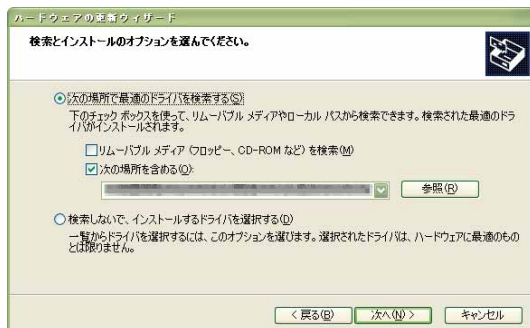 ハードウェアの更新ウィザード
検索とインストールのオプションを選んでください。
次の場所で最適のドライバを検索する(S)
下のチェック ボックスを使って、リムーバブル メディアやローカル パスから検索できます。検索された最適のドラ
イバがインストールされます。
リムーバブル メディア (フロッピー、CD-ROM など) を検索(M)
次の場所を含める(O):
参照(R)
検索しないで、インストールするドライバを選択する(D)
一覧からドライバを選択するには、このオプションを選びます。選択されたドライバは、ハードウェアに最適のもの
とは限りません。
< 戻る(B)
次へ(N) >
キャンセル